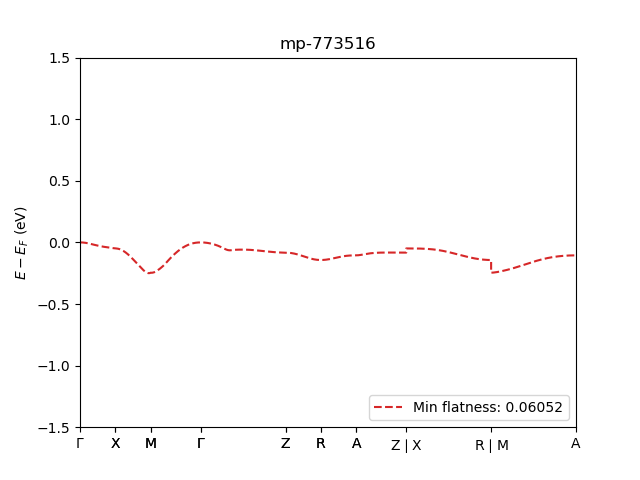 mp-773516
1.5
1.0
0.5
0.0
−0.5
−1.0
−1.5
E − E_F (eV)
Min flatness: 0.06052
Γ X M Γ Z R A Z | X R | M A